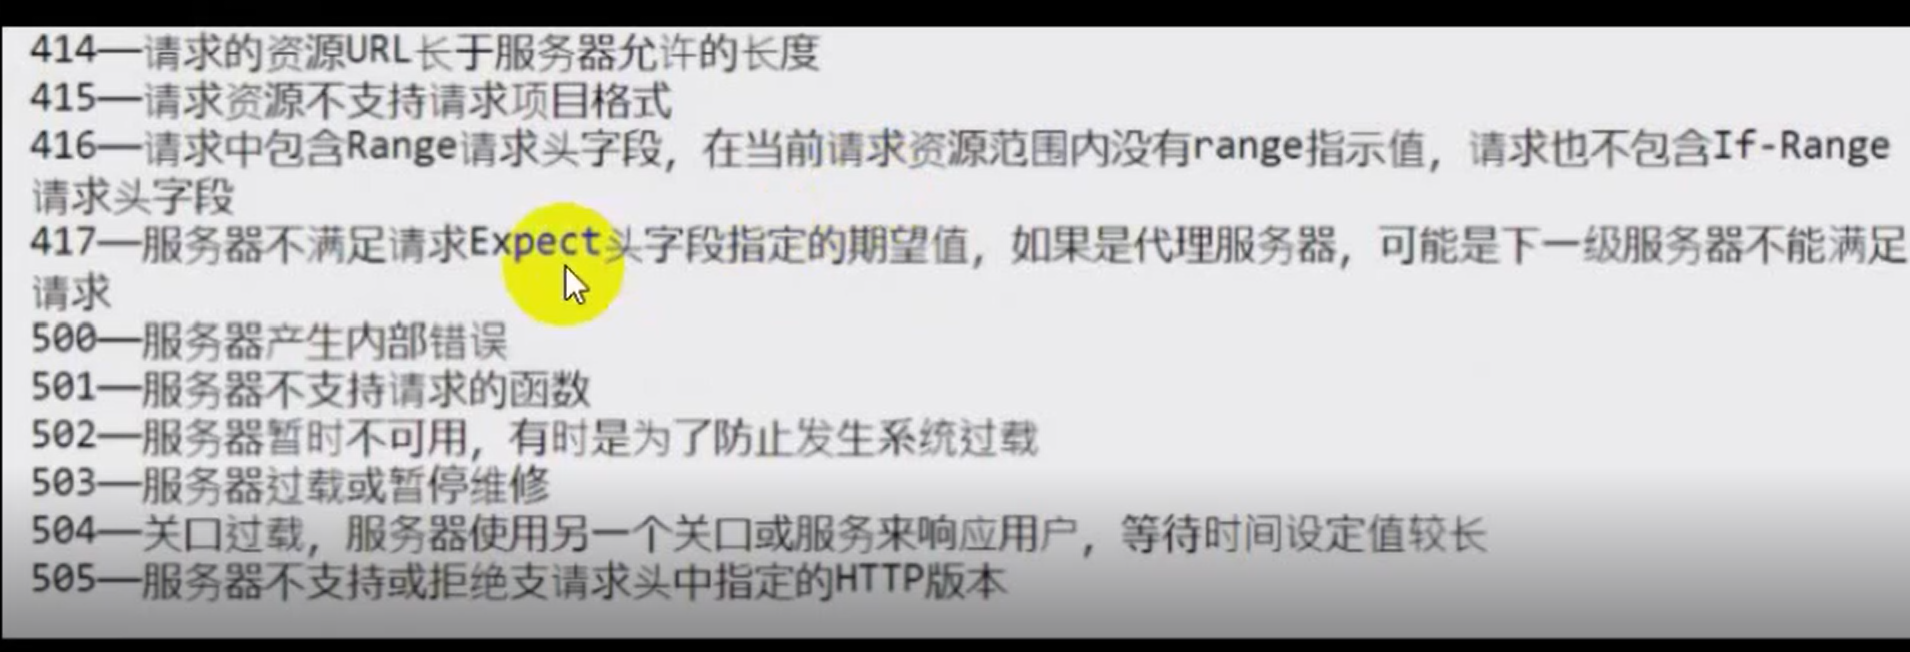 414——请求的资源URL长于服务器允许的长度
415——请求资源不支持请求项目格式
416——请求中包含Range请求头字段，在当前请求资源范围内没有range指示值，请求也不包含If-Range
请求头字段
417——服务器不满足请求Expect头字段指定的期望值，如果是代理服务器，可能是下一级服务器不能满足
请求
500——服务器产生内部错误
501——服务器不支持请求的函数
502——服务器暂时不可用，有时是为了防止发生系统过载
503——服务器过载或暂停维修
504——关口过载，服务器使用另一个关口或服务来响应用户，等待时间设定值较长
505——服务器不支持或拒绝支请求头中指定的HTTP版本